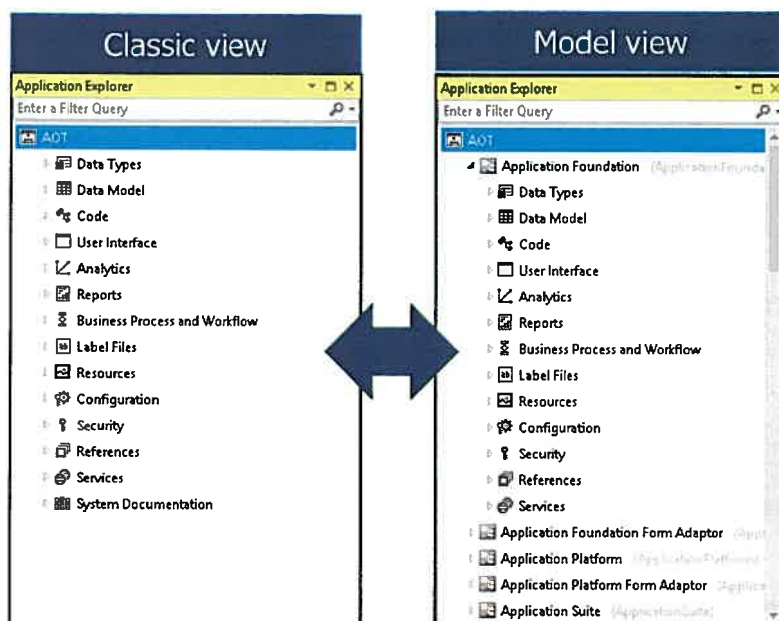 Classic view
Application Explorer
Enter a Filter Query
AOT
Data Types
Data Model
Code
User Interface
Analytics
Reports
Business Process and Workflow
Label Files
Resources
Configuration
Security
References
Services
System Documentation
Model view
Application Explorer
Enter a Filter Query
AOT
Application Foundation (ApplicationFounda
Data Types
Data Model
Code
User Interface
Analytics
Reports
Business Process and Workflow
Label Files
Resources
Configuration
Security
References
Services
Application Foundation Form Adaptor
Application Platform
Application Platform Form Adaptor
Application Suite (ApplicationSuite)